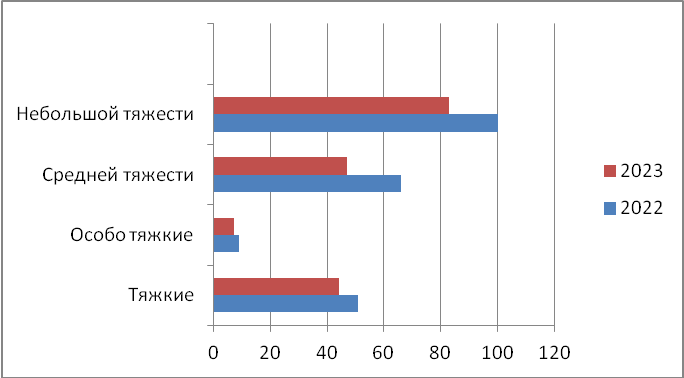 Небольшой тяжести
Средней тяжести
Особо тяжкие
Тяжкие
0 20 40 60 80 100 120
2023
2022